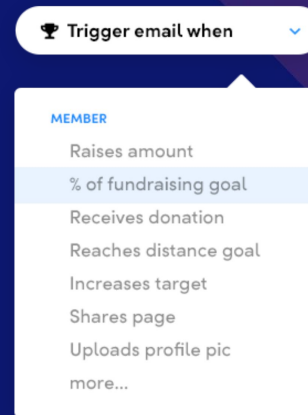 Trigger email when
MEMBER
Raises amount
% of fundraising goal
Receives donation
Reaches distance goal
Increases target
Shares page
Uploads profile pic
more...